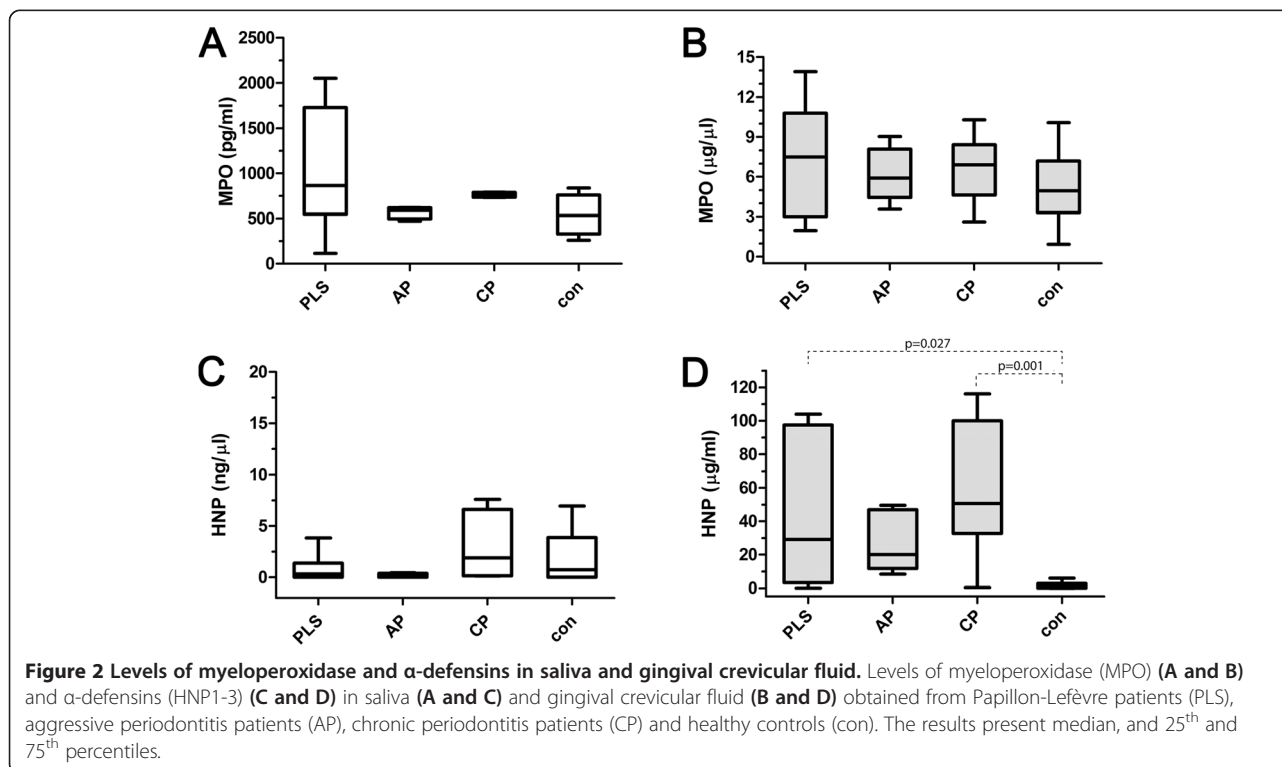 A
MPO (pg/ml)
2500
2000
1500
1000
500
0
PLS AP CP con
B
MPO (µg/µl)
15
12
9
6
3
0
PLS AP CP con
C
HNP (ng/µl)
20
15
10
5
0
PLS AP CP con
D
p=0.027
p=0.001
HNP (µg/ml)
120
100
80
60
40
20
0
PLS AP CP con
Figure 2 Levels of myeloperoxidase and α-defensins in saliva and gingival crevicular fluid. Levels of myeloperoxidase (MPO) (A and B)
and α-defensins (HNP1-3) (C and D) in saliva (A and C) and gingival crevicular fluid (B and D) obtained from Papillon-Lefèvre patients (PLS),
aggressive periodontitis patients (AP), chronic periodontitis patients (CP) and healthy controls (con). The results present median, and 25th and
75th percentiles.